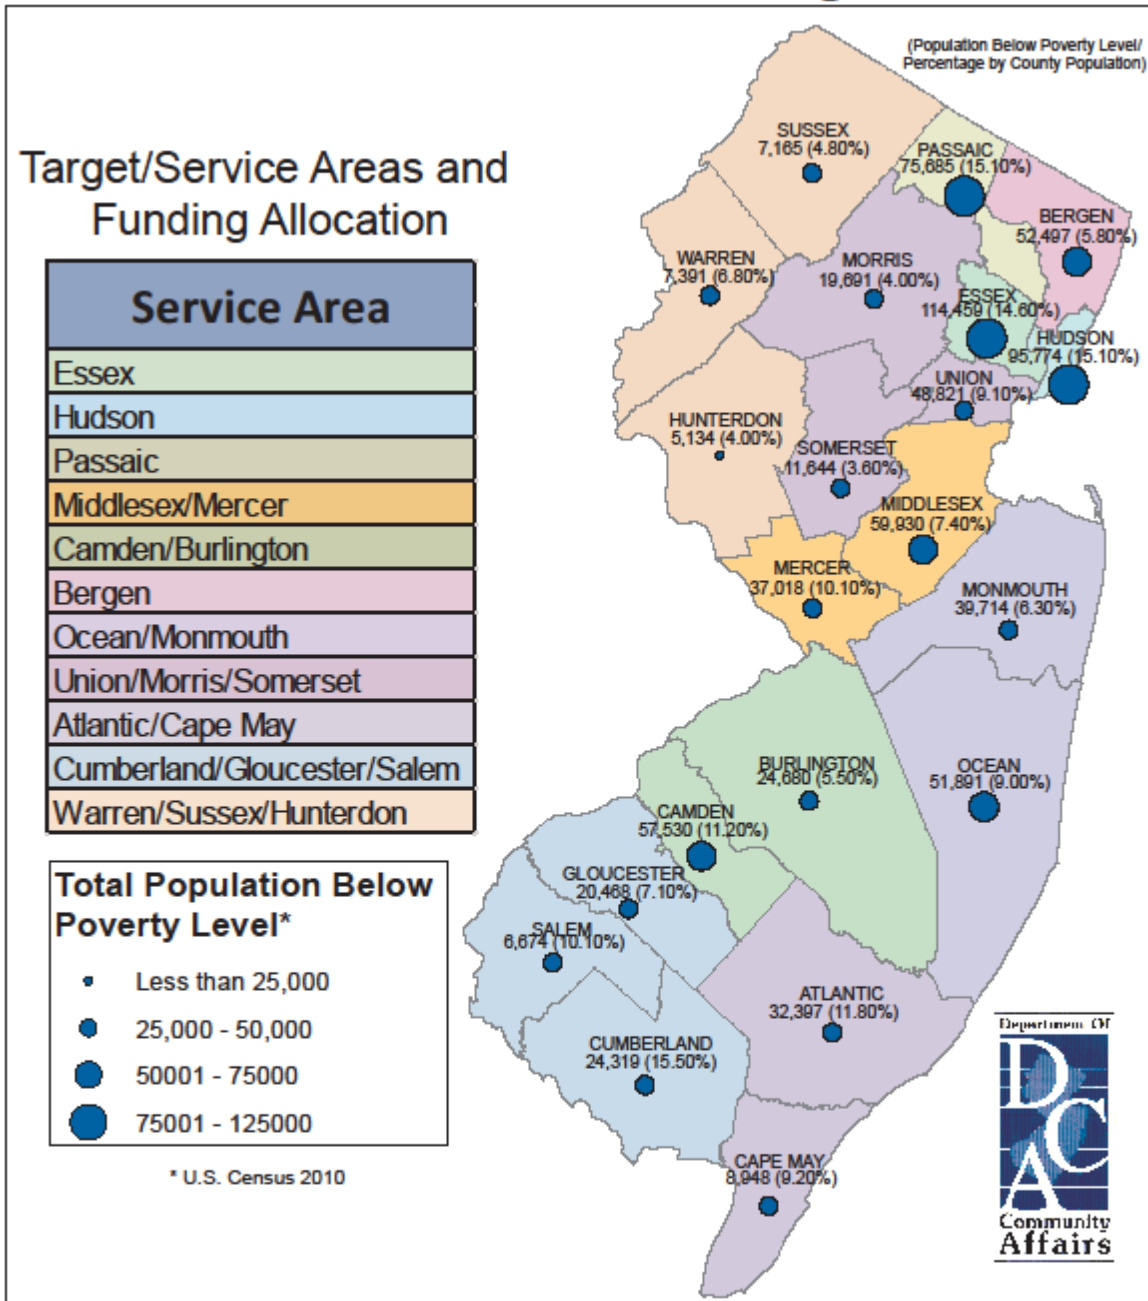 (Population Below Poverty Level/
Percentage by County Population)
Target/Service Areas and
Funding Allocation
Service Area
Essex
Hudson
Passaic
Middlesex/Mercer
Camden/Burlington
Bergen
Ocean/Monmouth
Union/Morris/Somerset
Atlantic/Cape May
Cumberland/Gloucester/Salem
Warren/Sussex/Hunterdon
Total Population Below
Poverty Level*
Less than 25,000
25,000 - 50,000
50001 - 75000
75001 - 125000
* U.S. Census 2010
SUSSEX
7,165 (4.80%)
PASSAIC
75,685 (15.10%)
BERGEN
52,497 (5.80%)
WARREN
7,391 (6.80%)
MORRIS
19,691 (4.00%)
ESSEX
114,459 (14.60%)
HUDSON
95,774 (15.10%)
UNION
48,821 (9.10%)
HUNTERDON
5,134 (4.00%)
SOMERSET
11,644 (3.60%)
MIDDLESEX
59,930 (7.40%)
MERCER
37,018 (10.10%)
MONMOUTH
39,714 (6.30%)
BURLINGTON
24,680 (5.50%)
OCEAN
51,891 (9.00%)
CAMDEN
57,530 (11.20%)
GLOUCESTER
20,468 (7.10%)
SALEM
6,674 (10.10%)
ATLANTIC
32,397 (11.80%)
CUMBERLAND
24,319 (15.50%)
CAPE MAY
8,948 (9.20%)
Department Of
DCA
Community
Affairs